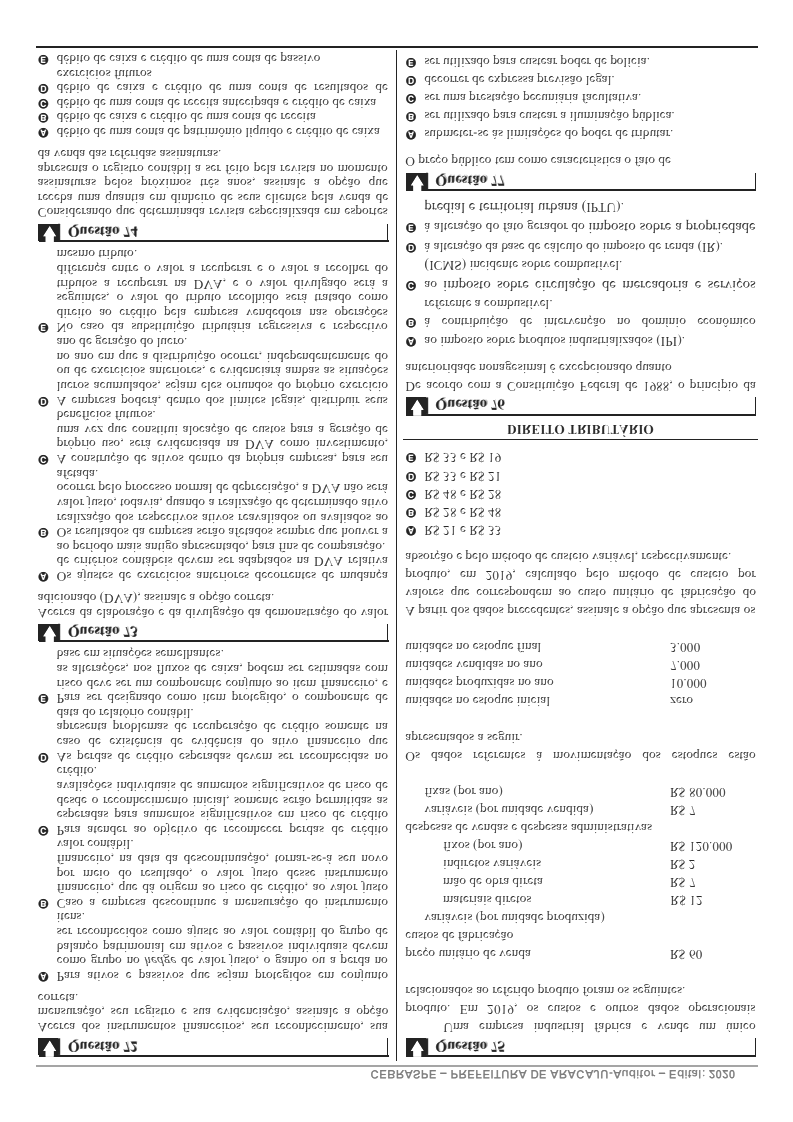 CEBRASPE – PREFEITURA DE ARACAJU-Auditor – Edital: 2020
Questão 72
Acerca dos instrumentos financeiros, seu reconhecimento, sua
mensuração, seu registro e sua evidenciação, assinale a opção
correta.
A Para ativos e passivos que sejam protegidos em conjunto
como grupo no hedge de valor justo, o ganho ou a perda no
balanço patrimonial em ativos e passivos individuais devem
ser reconhecidos como ajuste ao valor contábil do grupo de
itens.
B Caso a empresa descontinue a mensuração do instrumento
financeiro, que dá origem ao risco de crédito, ao valor justo
por meio do resultado, o valor justo desse instrumento
financeiro, na data da descontinuação, tornar-se-á seu novo
valor contábil.
C Para atender ao objetivo de reconhecer perdas de crédito
esperadas para aumentos significativos em risco de crédito
desde o reconhecimento inicial, somente serão permitidas as
avaliações individuais de aumentos significativos de risco de
crédito.
D As perdas de crédito esperadas devem ser reconhecidas no
caso de existência de evidência do ativo financeiro que
apresenta problemas de recuperação de crédito somente na
data do relatório contábil.
E Para ser designado como item protegido, o componente de
risco deve ser um componente conjunto ao item financeiro, e
as alterações, nos fluxos de caixa, podem ser estimadas com
base em situações semelhantes.
Questão 73
Acerca da elaboração e da divulgação da demonstração do valor
adicionado (DVA), assinale a opção correta.
A Os ajustes de exercícios anteriores decorrentes de mudança
de critérios contábeis devem ser adaptados na DVA relativa
ao período mais antigo apresentado, para fins de comparação.
B Os resultados da empresa serão afetados sempre que houver a
realização dos respectivos ativos reavaliados ou avaliados ao
valor justo, todavia, quando a realização de determinado ativo
ocorrer pelo processo normal de depreciação, a DVA não será
afetada.
C A construção de ativos dentro da própria empresa, para seu
próprio uso, será evidenciada na DVA como investimento,
uma vez que constitui alocação de custos para a geração de
benefícios futuros.
D A empresa poderá, dentro dos limites legais, distribuir seus
lucros acumulados, sejam eles oriundos do próprio exercício
ou de exercícios anteriores, e evidenciará ambas as situações
no ano em que a distribuição ocorrer, independentemente do
ano de geração do lucro.
E No caso da substituição tributária regressiva e respectivo
direito ao crédito pela empresa vendedora nas operações
seguintes, o valor do tributo recolhido será tratado como
tributos a recuperar na DVA, e o valor divulgado será a
diferença entre o valor a recuperar e o valor a recolher do
mesmo tributo.
Questão 74
Considerando que determinada revista especializada em esportes
receba uma quantia em dinheiro de seus clientes pela venda de
assinaturas pelos próximos três anos, assinale a opção que
apresenta o registro contábil a ser feito pela revista no momento
da venda das referidas assinaturas.
A débito de uma conta de patrimônio líquido e crédito de caixa
B débito de caixa e crédito de uma conta de receita
C débito de uma conta de receita antecipada e crédito de caixa
D débito de caixa e crédito de uma conta de resultados de
exercícios futuros
E débito de caixa e crédito de uma conta de passivo
Questão 75
Uma empresa industrial fabrica e vende um único
produto. Em 2019, os custos e outros dados operacionais
relacionados ao referido produto foram os seguintes.
preço unitário de venda R$ 60
custos de fabricação
variáveis (por unidade produzida)
materiais diretos R$ 12
mão de obra direta R$ 7
indiretos variáveis R$ 2
fixos (por ano) R$ 120.000
despesas de vendas e despesas administrativas
variáveis (por unidade vendida) R$ 7
fixas (por ano) R$ 80.000
Os dados referentes à movimentação dos estoques estão
apresentados a seguir.
unidades no estoque inicial zero
unidades produzidas no ano 10.000
unidades vendidas no ano 7.000
unidades no estoque final 3.000
A partir dos dados precedentes, assinale a opção que apresenta os
valores que correspondem ao custo unitário de fabricação do
produto, em 2019, calculado pelo método de custeio por
absorção e pelo método de custeio variável, respectivamente.
A R$ 21 e R$ 33
B R$ 28 e R$ 48
C R$ 48 e R$ 28
D R$ 33 e R$ 21
E R$ 33 e R$ 19
DIREITO TRIBUTÁRIO
Questão 76
De acordo com a Constituição Federal de 1988, o princípio da
anterioridade nonagesimal é excepcionado quanto
A ao imposto sobre produtos industrializados (IPI).
B à contribuição de intervenção no domínio econômico
referente a combustível.
C ao imposto sobre circulação de mercadoria e serviços
(ICMS) incidente sobre combustível.
D à alteração da base de cálculo do imposto de renda (IR).
E à alteração do fato gerador do imposto sobre a propriedade
predial e territorial urbana (IPTU).
Questão 77
O preço público tem como característica o fato de
A submeter-se às limitações do poder de tributar.
B ser utilizado para custear a iluminação pública.
C ser uma prestação pecuniária facultativa.
D decorrer de expressa previsão legal.
E ser utilizado para custear poder de polícia.